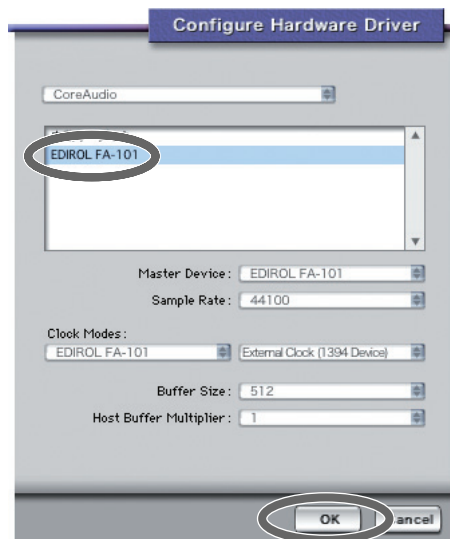 Configure Hardware Driver
CoreAudio
EDIROL FA-101
Master Device: EDIROL FA-101
Sample Rate: 44100
Clock Modes:
EDIROL FA-101 External Clock (1394 Device)
Buffer Size: 512
Host Buffer Multiplier: 1
OK ancel